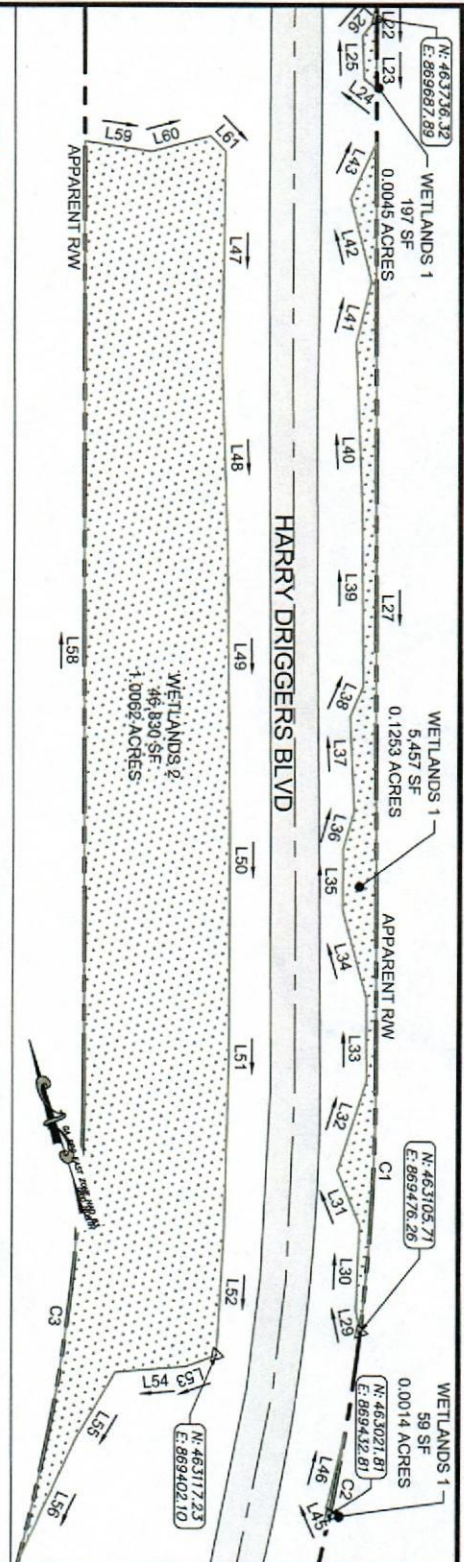 L22
L23
L26
L25
L24
N: 463736.32
E: 869687.89
WETLANDS 1
197 SF
0.0045 ACRES
L43
L42
L41
L40
L39
L27
L38
L37
L36
L35
WETLANDS 1
5,457 SF
0.1253 ACRES
APPARENT R/W
L34
L33
L32
C1
L31
L30
L29
N: 463105.71
E: 869476.26
N: 463021.81
E: 869432.81
WETLANDS 1
59 SF
0.0014 ACRES
L46
C2
L45
HARRY DRIGGERS BLVD
L61
L60
L59
L47
L48
L49
L50
L51
L52
L53
L54
N: 463117.23
E: 869402.10
APPARENT R/W
L58
WETLANDS 2
43,830 SF
1.0062 ACRES
EAST ZONE
C3
L55
L56